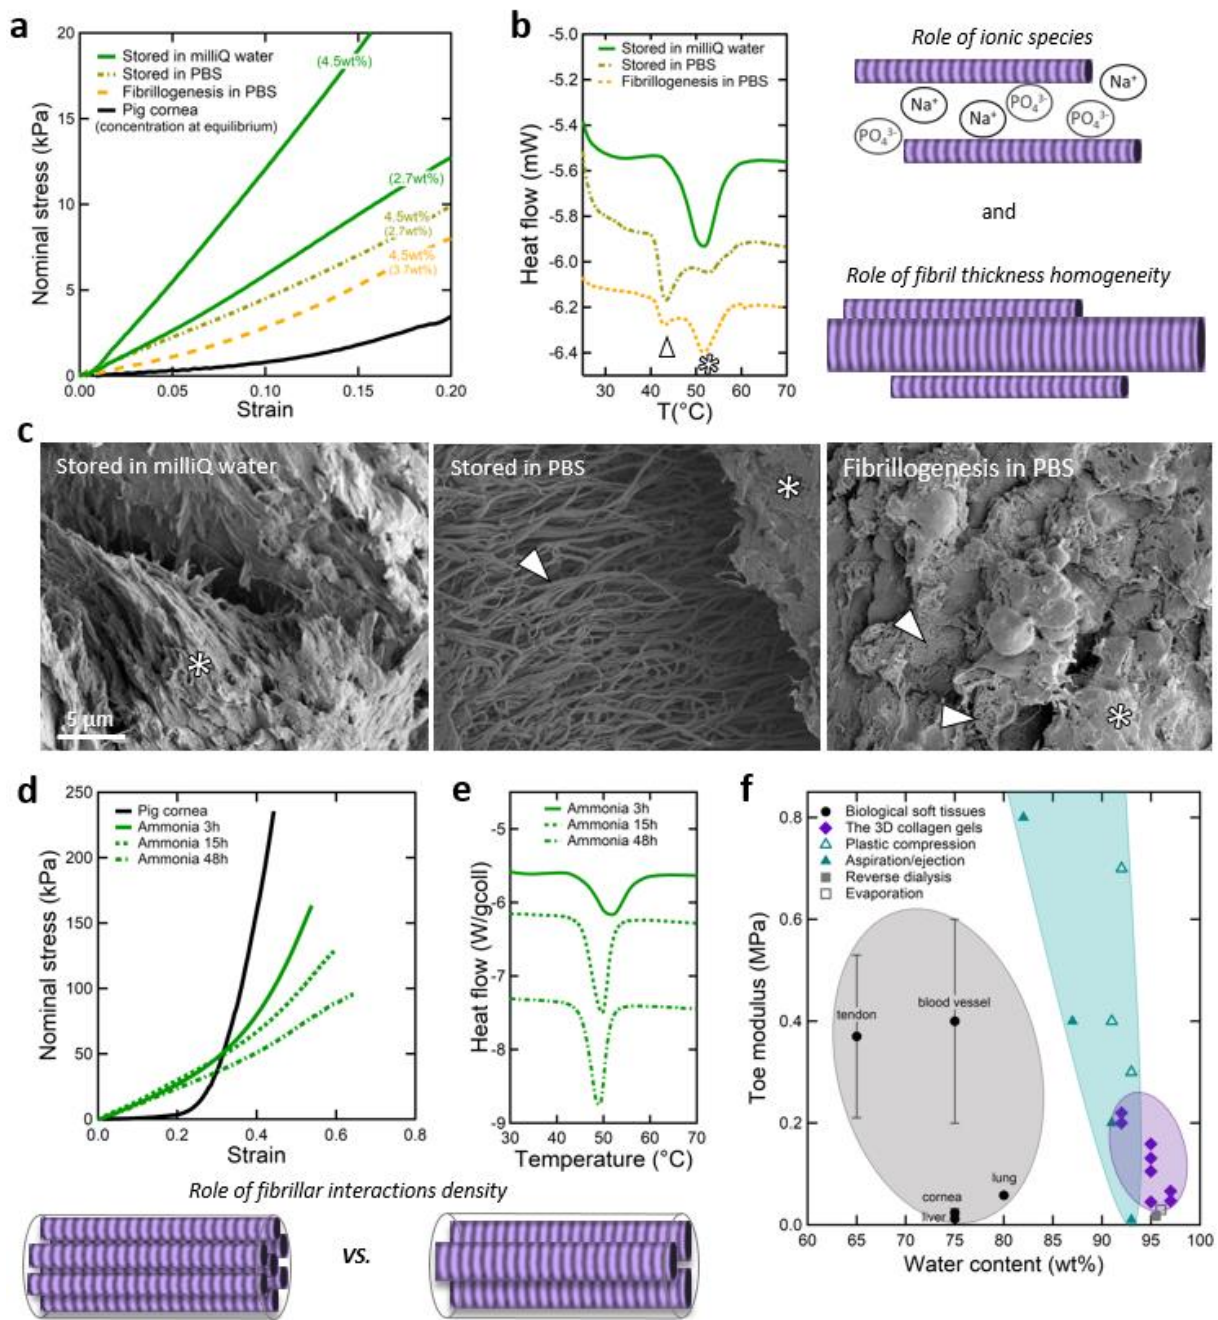 a
20
15
10
5
0
0.00
0.05
0.10
0.15
0.20
Nominal stress (kPa)
Strain
Stored in milliQ water
Stored in PBS
Fibrillogenesis in PBS
Pig cornea
(concentration at equilibrium)
(4.5wt%)
(2.7wt%)
4.5wt%
(2.7wt%)
4.5wt%
(3.7wt%)
b
-5.0
-5.2
-5.4
-5.6
-5.8
-6.0
-6.2
-6.4
30
40
50
60
70
Heat flow (mW)
T(°C)
Stored in milliQ water
Stored in PBS
Fibrillogenesis in PBS
*
Role of ionic species
Na⁺
Na⁺
PO₄³⁻
Na⁺
PO₄³⁻
PO₄³⁻
and
Role of fibril thickness homogeneity
c
Stored in milliQ water
*
5 µm
Stored in PBS
*
Fibrillogenesis in PBS
*
d
250
200
150
100
50
0
0.0
0.2
0.4
0.6
0.8
Nominal stress (kPa)
Strain
Pig cornea
Ammonia 3h
Ammonia 15h
Ammonia 48h
e
-5
-6
-7
-8
-9
30
40
50
60
70
Heat flow (W/gcoll)
Temperature (°C)
Ammonia 3h
Ammonia 15h
Ammonia 48h
Role of fibrillar interactions density
VS.
f
0.8
0.6
0.4
0.2
0.0
60
65
70
75
80
85
90
95
100
Toe modulus (MPa)
Water content (wt%)
Biological soft tissues
The 3D collagen gels
Plastic compression
Aspiration/ejection
Reverse dialysis
Evaporation
tendon
blood vessel
lung
cornea
liver